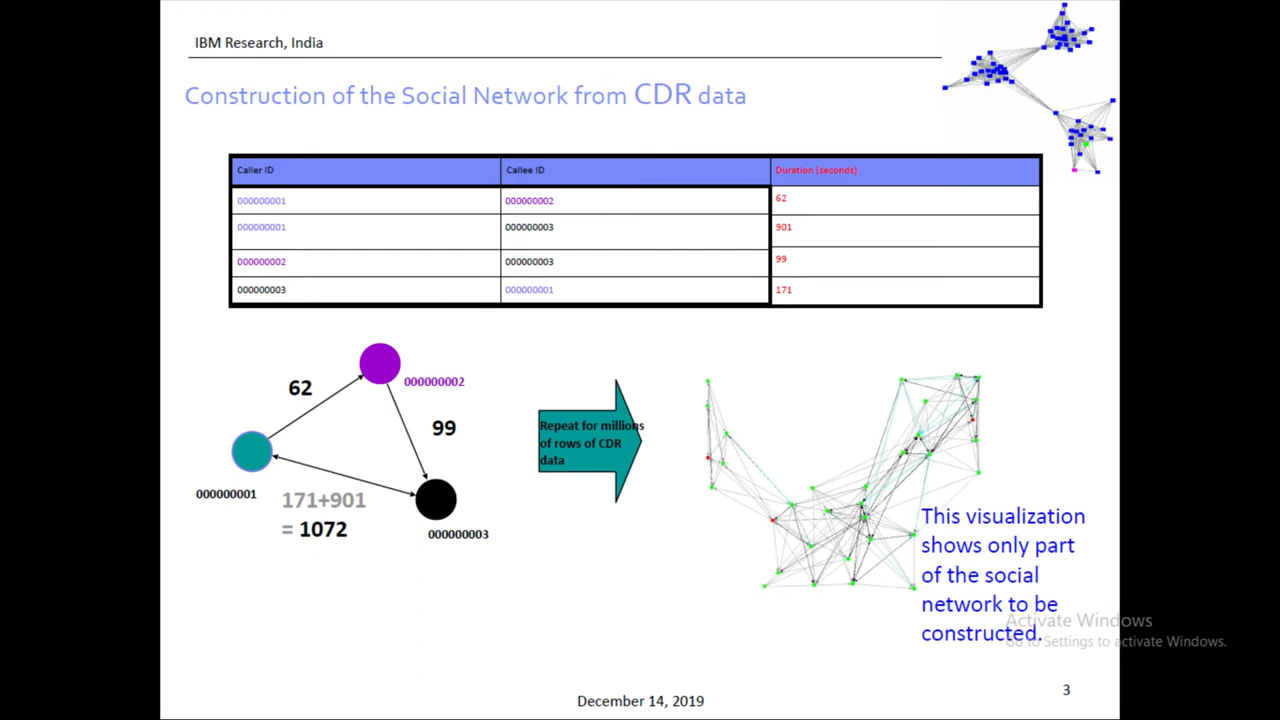 IBM Research, India
Construction of the Social Network from CDR data
Caller ID Callee ID Duration (seconds)
000000001 000000002 62
000000001 000000003 901
000000002 000000003 99
000000003 000000001 171
62
000000002
99
000000001
171+901
= 1072
000000003
Repeat for millions
of rows of CDR
data
This visualization
shows only part
of the social
network to be
constructed.
Activate Windows
Go to Settings to activate Windows.
3
December 14, 2019